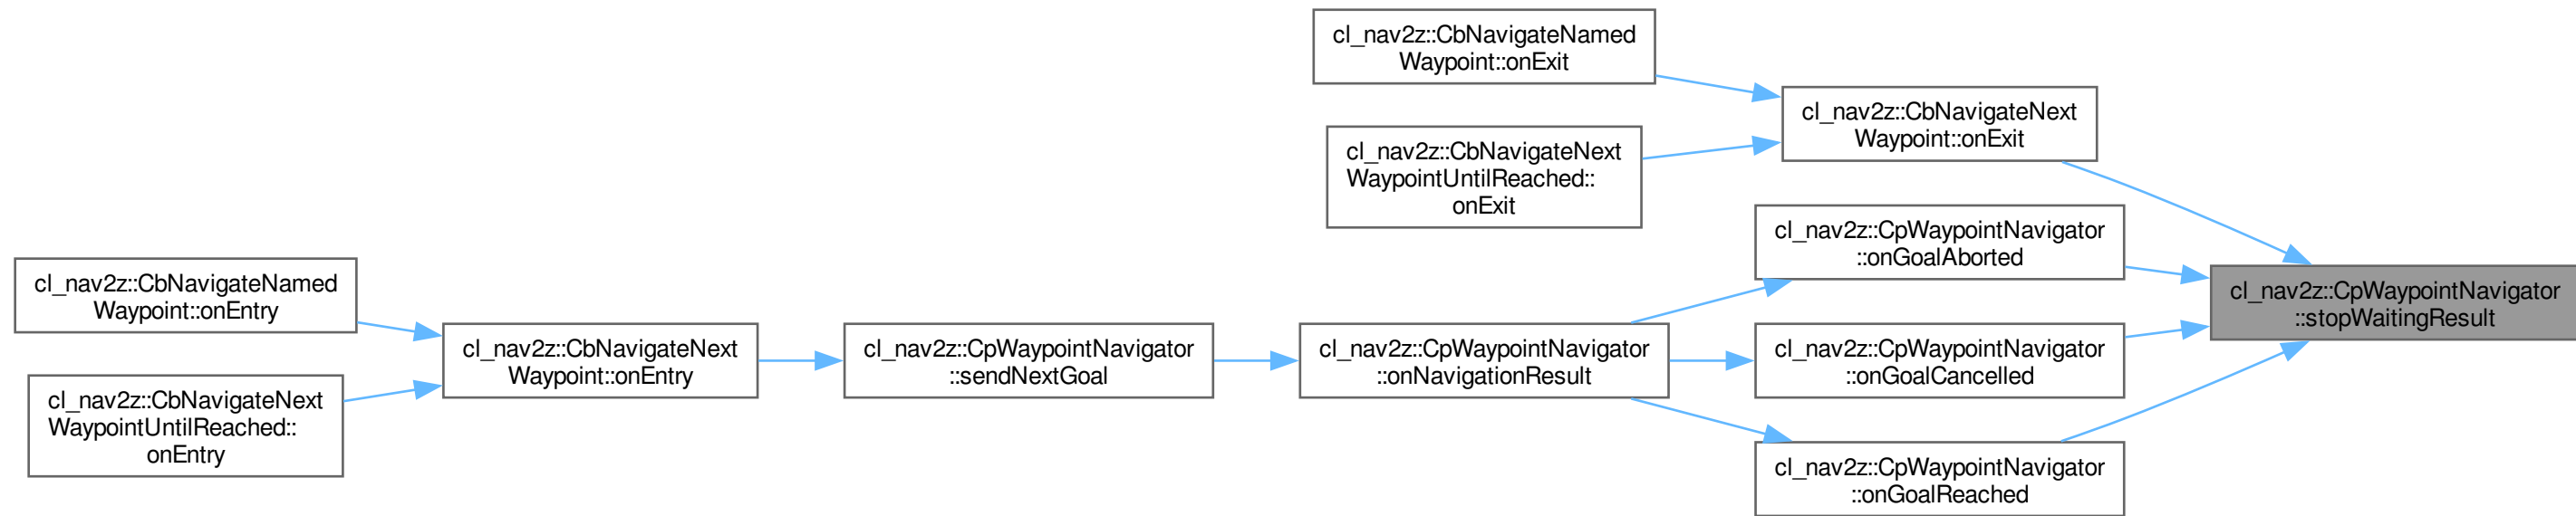 cl_nav2z::CbNavigateNamed
Waypoint::onExit
cl_nav2z::CbNavigateNext
Waypoint::onExit
cl_nav2z::CbNavigateNext
WaypointUntilReached::
onExit
cl_nav2z::CpWaypointNavigator
::onGoalAborted
cl_nav2z::CbNavigateNamed
Waypoint::onEntry
cl_nav2z::CpWaypointNavigator
::stopWaitingResult
cl_nav2z::CbNavigateNext
Waypoint::onEntry
cl_nav2z::CpWaypointNavigator
::sendNextGoal
cl_nav2z::CpWaypointNavigator
::onNavigationResult
cl_nav2z::CpWaypointNavigator
::onGoalCancelled
cl_nav2z::CbNavigateNext
WaypointUntilReached::
onEntry
cl_nav2z::CpWaypointNavigator
::onGoalReached